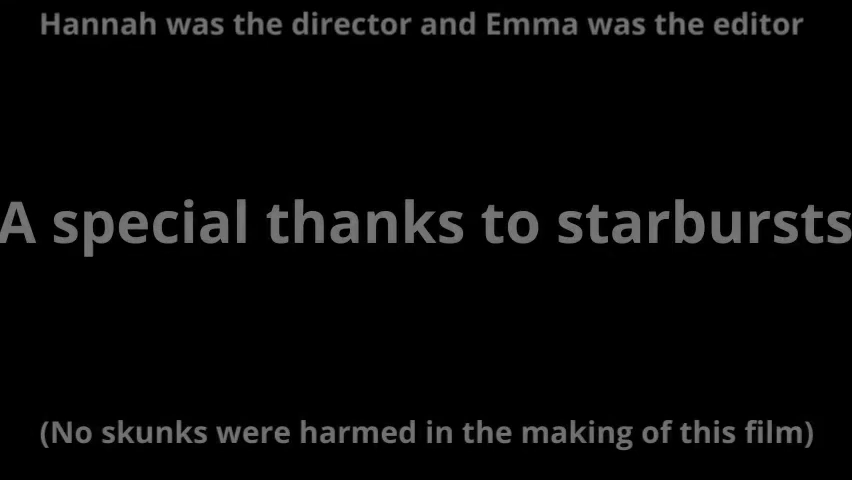 Hannah was the director and Emma was the editor
A special thanks to starbursts
(No skunks were harmed in the making of this film)